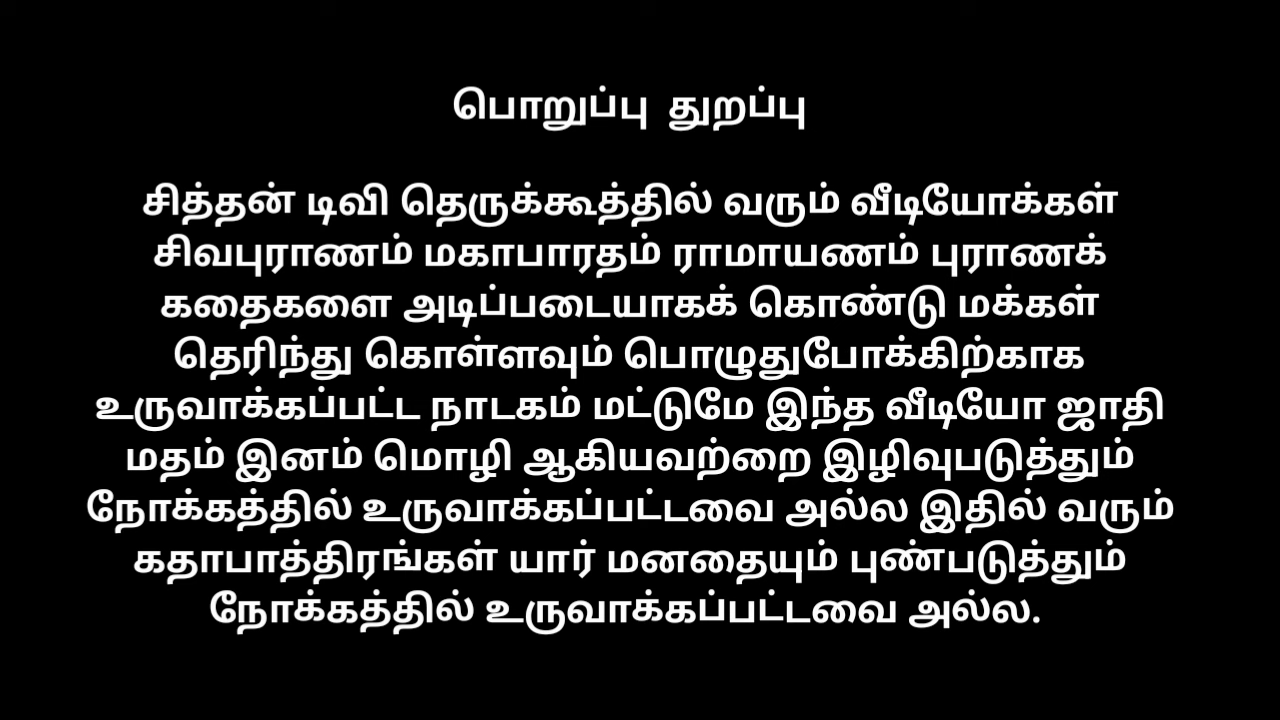 பொறுப்பு துறப்பு
சித்தன் டிவி தெருக்கூத்தில் வரும் வீடியோக்கள்
சிவபுராணம் மகாபாரதம் ராமாயணம் புராணக்
கதைகளை அடிப்படையாகக் கொண்டு மக்கள்
தெரிந்து கொள்ளவும் பொழுதுபோக்கிற்காக
உருவாக்கப்பட்ட நாடகம் மட்டுமே இந்த வீடியோ ஜாதி
மதம் இனம் மொழி ஆகியவற்றை இழிவுபடுத்தும்
நோக்கத்தில் உருவாக்கப்பட்டவை அல்ல இதில் வரும்
கதாபாத்திரங்கள் யார் மனதையும் புண்படுத்தும்
நோக்கத்தில் உருவாக்கப்பட்டவை அல்ல.